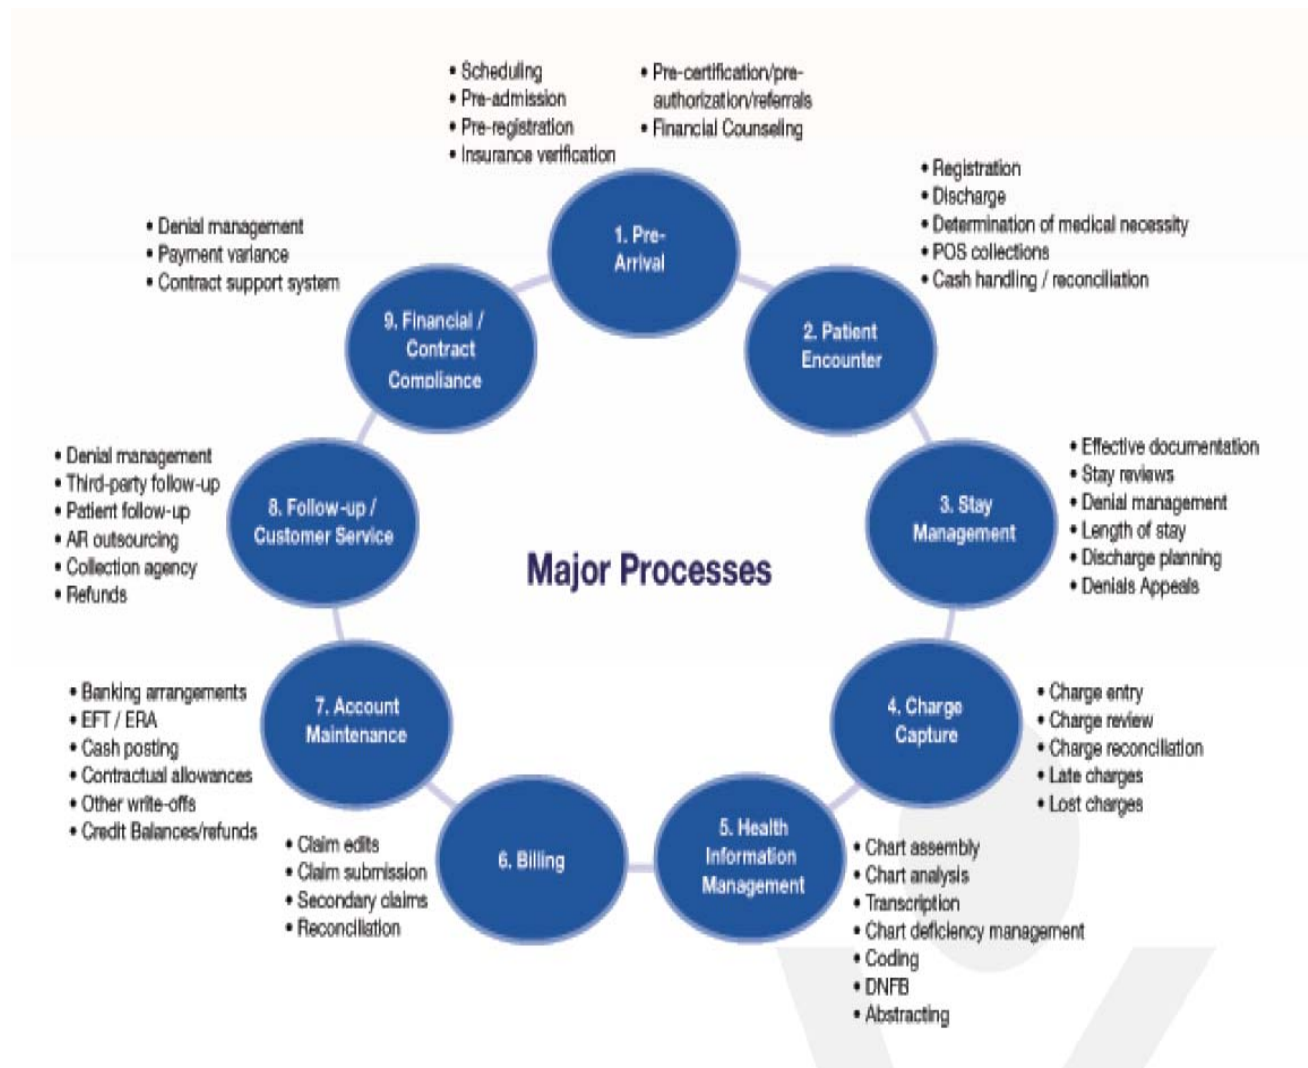 • Scheduling
• Pre-admission
• Pre-registration
• Insurance verification
• Pre-certification/pre-
authorization/referrals
• Financial Counseling
1. Pre-
Arrival
• Registration
• Discharge
• Determination of medical necessity
• POS collections
• Cash handling / reconciliation
2. Patient
Encounter
• Effective documentation
• Stay reviews
• Denial management
• Length of stay
• Discharge planning
• Denials Appeals
3. Stay
Management
• Charge entry
• Charge review
• Charge reconciliation
• Late charges
• Lost charges
4. Charge
Capture
5. Health
Information
Management
• Chart assembly
• Chart analysis
• Transcription
• Chart deficiency management
• Coding
• DNFB
• Abstracting
6. Billing
• Claim edits
• Claim submission
• Secondary claims
• Reconciliation
7. Account
Maintenance
• Banking arrangements
• EFT / ERA
• Cash posting
• Contractual allowances
• Other write-offs
• Credit Balances/refunds
8. Follow-up /
Customer Service
• Denial management
• Third-party follow-up
• Patient follow-up
• AR outsourcing
• Collection agency
• Refunds
9. Financial /
Contract
Compliance
• Denial management
• Payment variance
• Contract support system
Major Processes